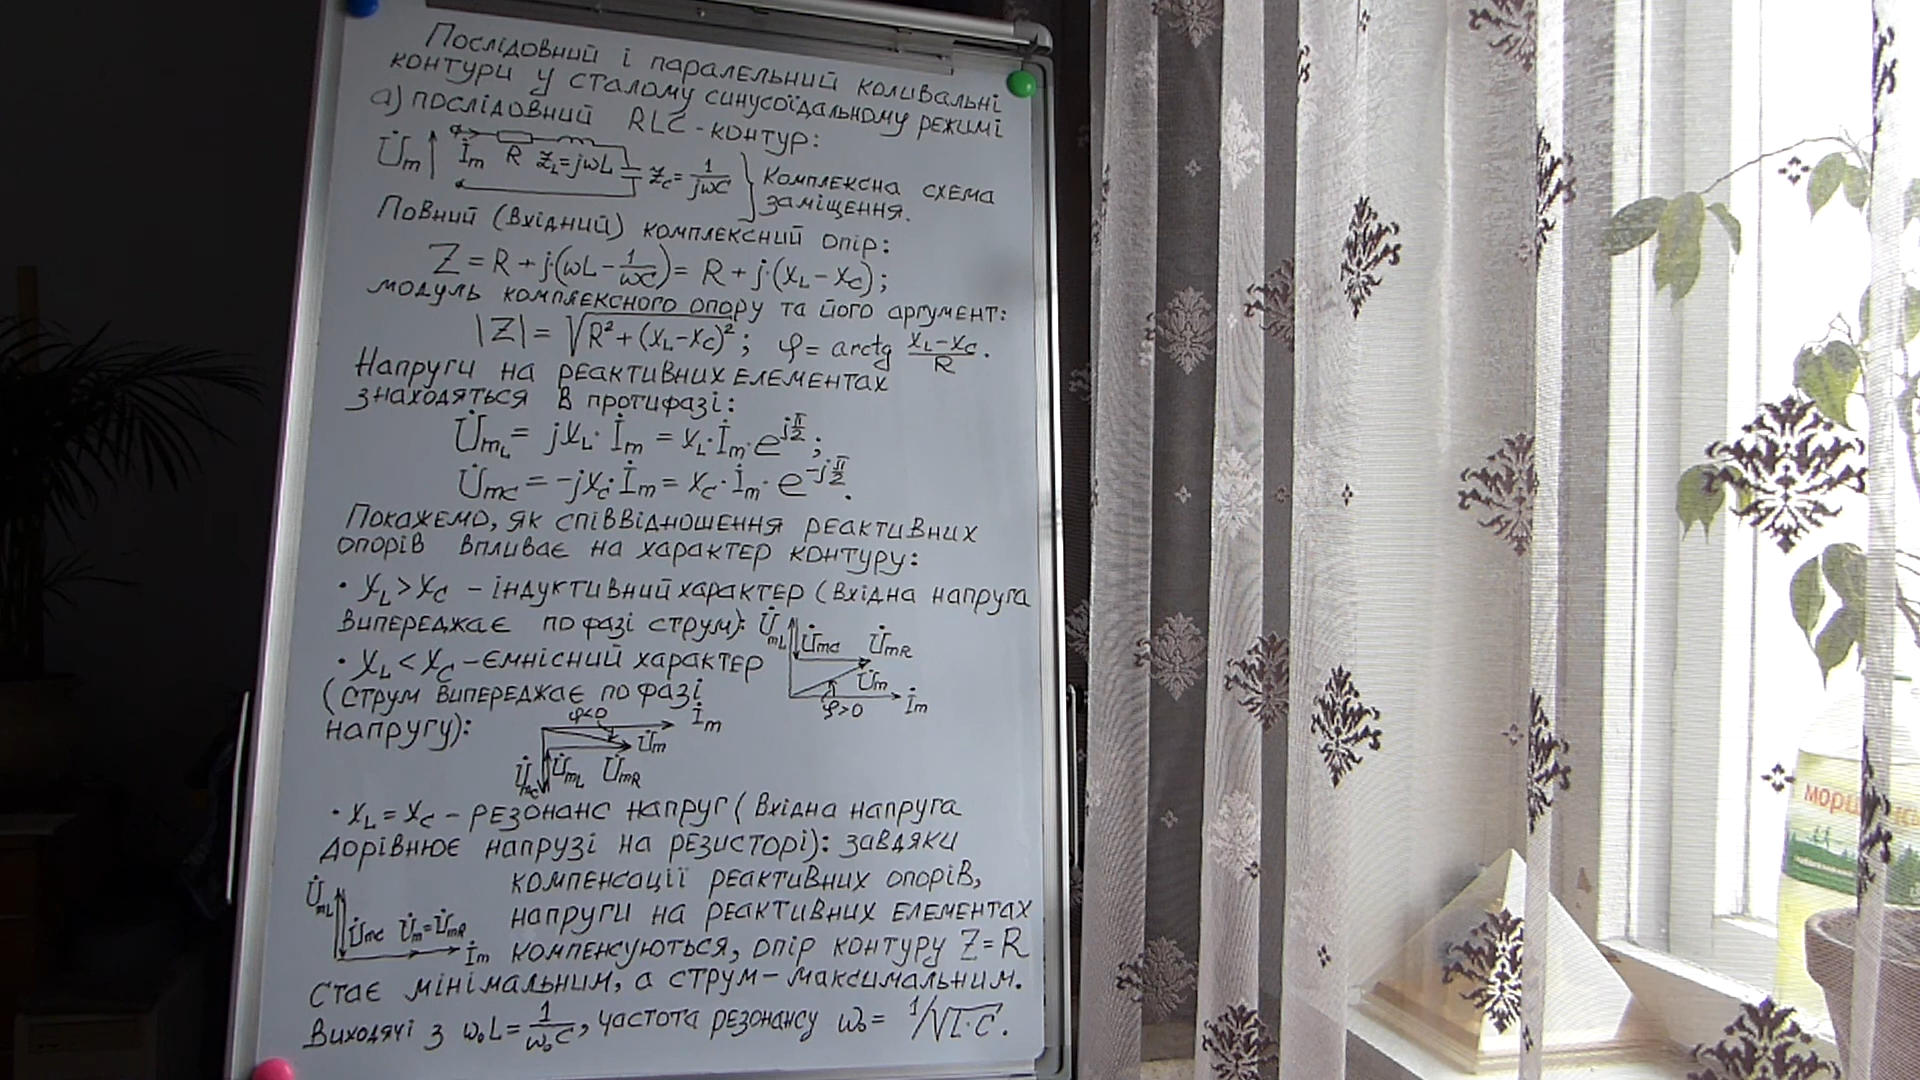 Послідовний і паралельний коливальні
контури у сталому синусоїдальному режимі
а) послідовний RLC-контур:
U̇m İm R Z_L=jωL Z_C=1/jωC } Комплексна схема
заміщення.
Повний (вхідний) комплексний опір:
Z = R + j·(ωL - 1/ωC) = R + j·(X_L - X_C);
модуль комплексного опору та його аргумент:
|Z| = √(R² + (X_L - X_C)²); φ = arctg (X_L - X_C)/R.
Напруги на реактивних елементах
знаходяться в протифазі:
U̇m_L = jX_L·İm = X_L·İm·e^(jπ/2);
U̇mc = -jX_C·İm = X_C·İm·e^(-jπ/2).
Покажемо, як співвідношення реактивних
опорів впливає на характер контуру:
· X_L > X_C - індуктивний характер (вхідна напруга
випереджає по фазі струм): U̇mL U̇mc U̇mR
U̇m φ>0 İm
· X_L < X_C - ємнісний характер
(струм випереджає по фазі
напругу): φ<0 İm
U̇m
U̇mc U̇mL U̇mR
· X_L = X_C - резонанс напруг (вхідна напруга
дорівнює напрузі на резисторі): завдяки
компенсації реактивних опорів,
напруги на реактивних елементах
U̇mL U̇mc U̇m=U̇mR İm
компенсуються, опір контуру Z=R
стає мінімальним, а струм - максимальним.
Виходячі з ω₀L = 1/ω₀C, частота резонансу ω₀ = 1/√L·C.